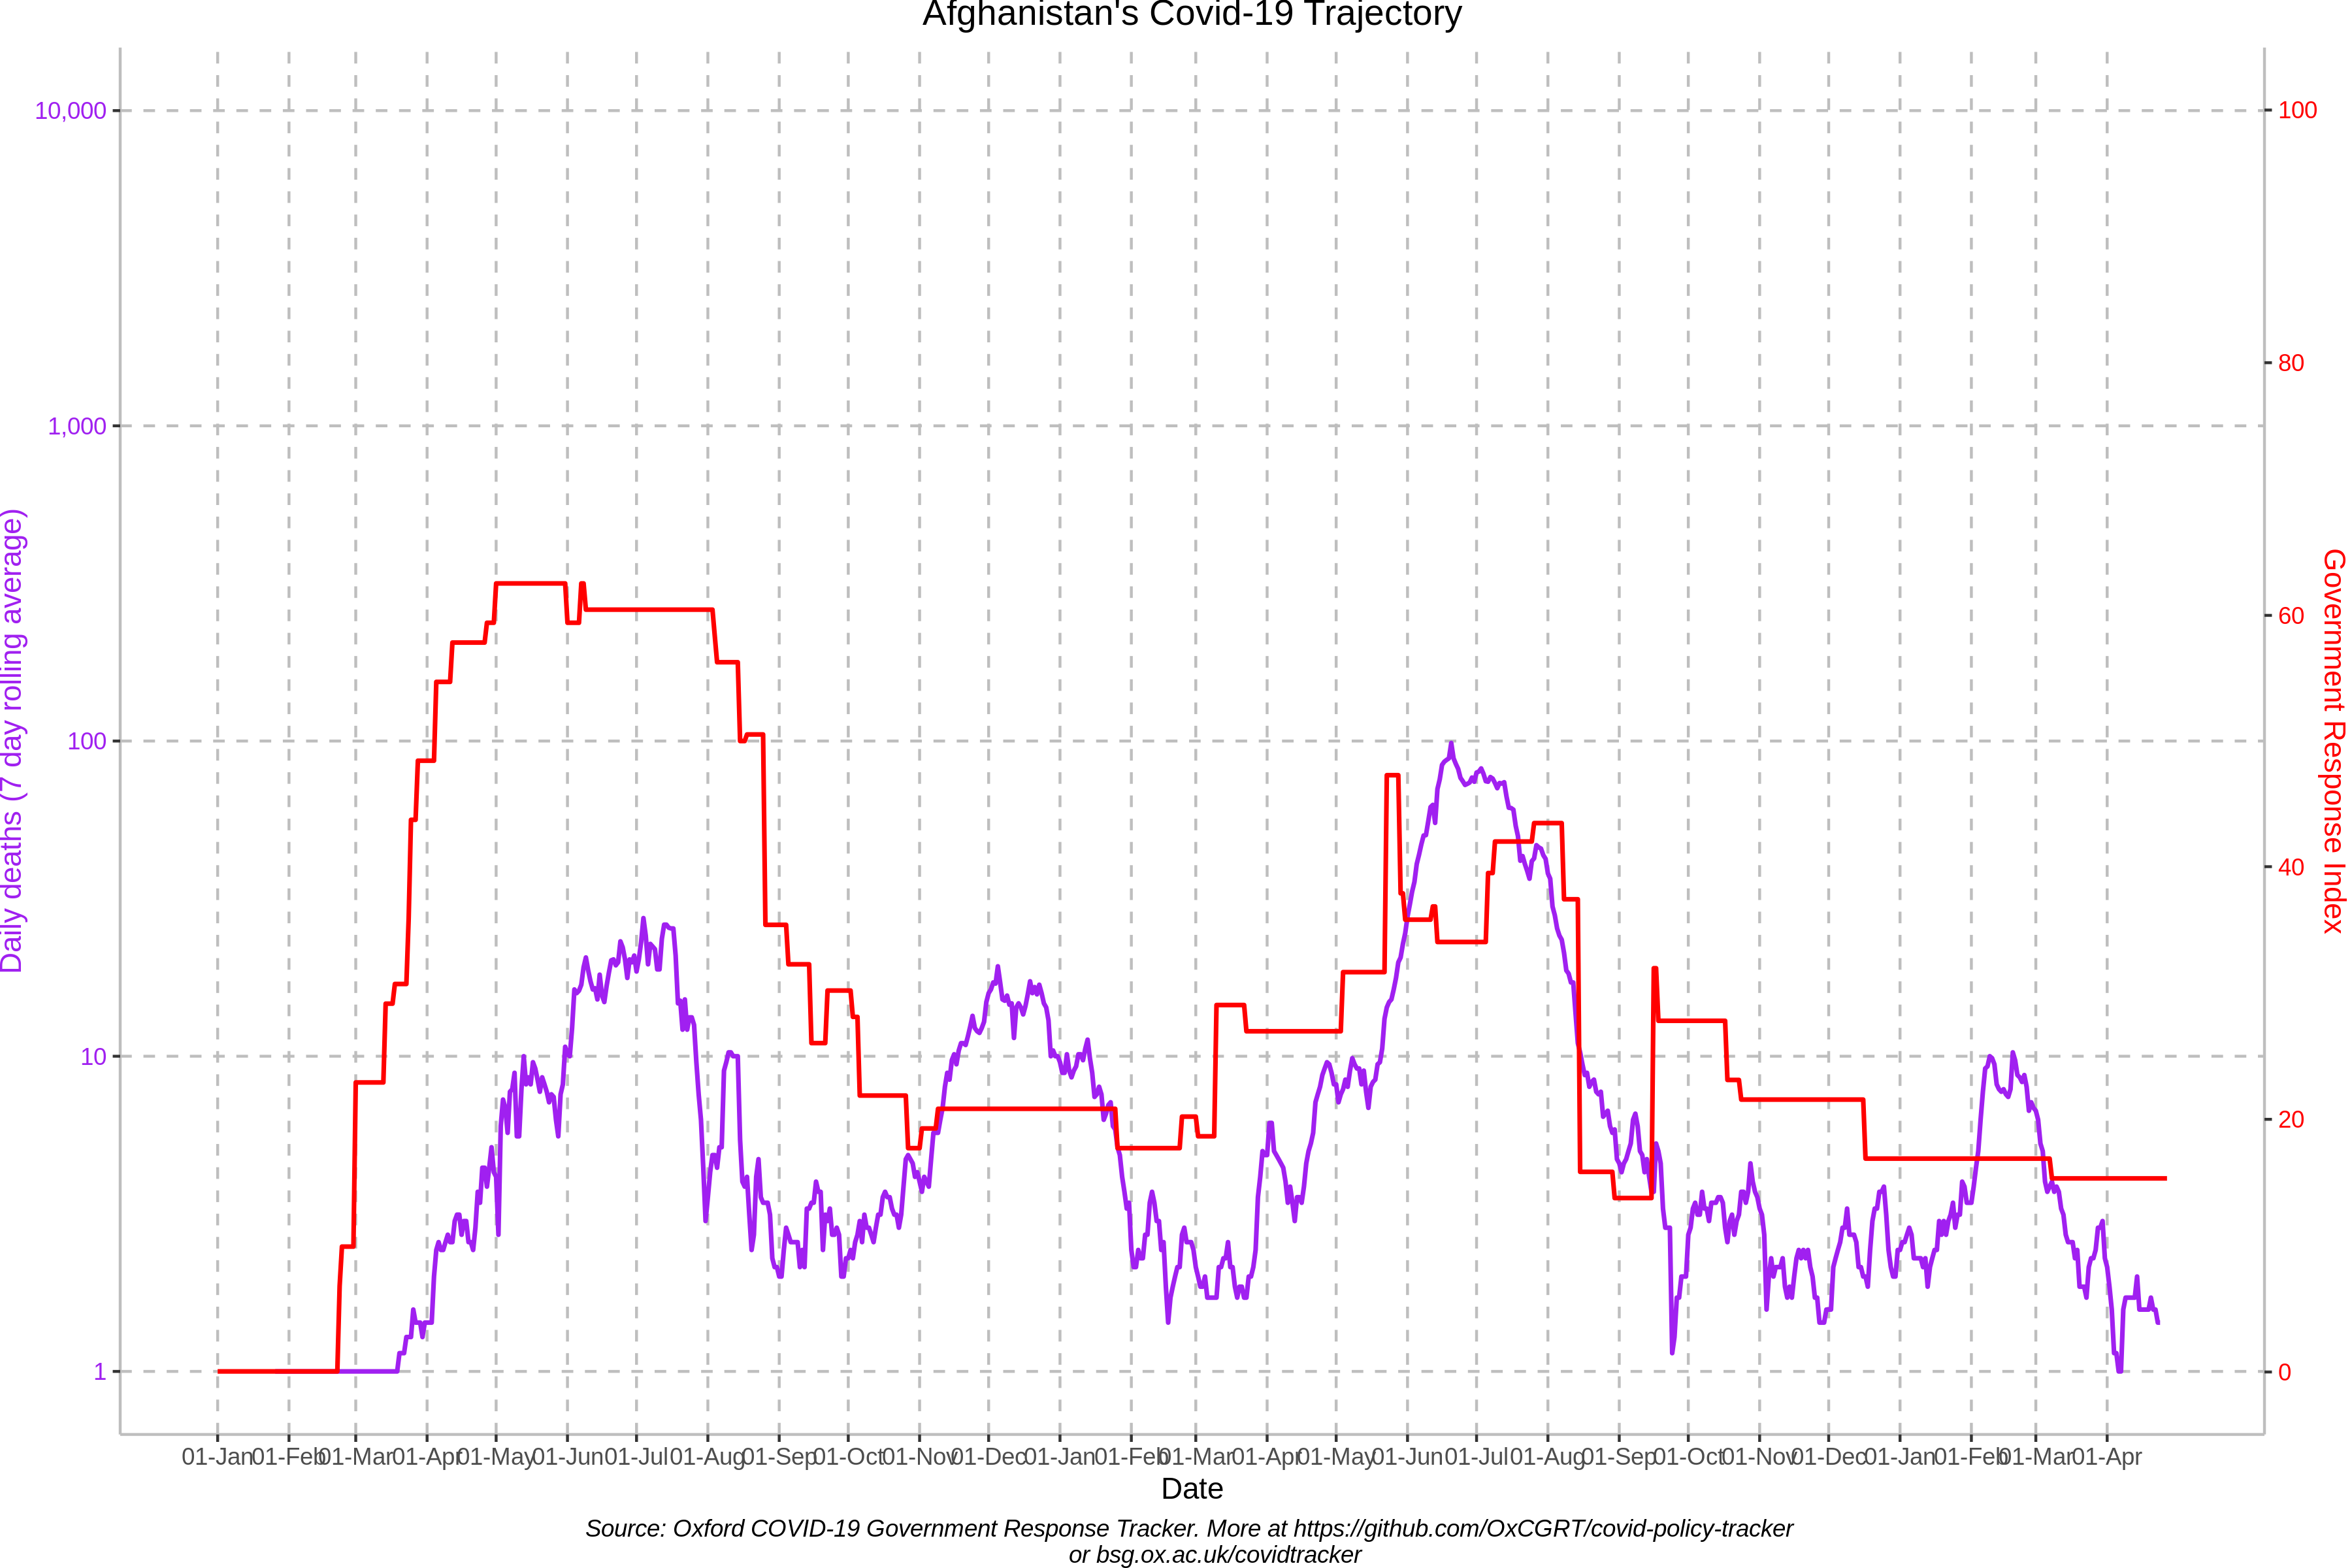 Afghanistan's Covid-19 Trajectory
Daily deaths (7 day rolling average)
10,000
1,000
100
10
1
Government Response Index
100
80
60
40
20
0
01-Jan 01-Feb 01-Mar 01-Apr 01-May 01-Jun 01-Jul 01-Aug 01-Sep 01-Oct 01-Nov 01-Dec 01-Jan 01-Feb 01-Mar 01-Apr 01-May 01-Jun 01-Jul 01-Aug 01-Sep 01-Oct 01-Nov 01-Dec 01-Jan 01-Feb 01-Mar 01-Apr
Date
Source: Oxford COVID-19 Government Response Tracker. More at https://github.com/OxCGRT/covid-policy-tracker
or bsg.ox.ac.uk/covidtracker